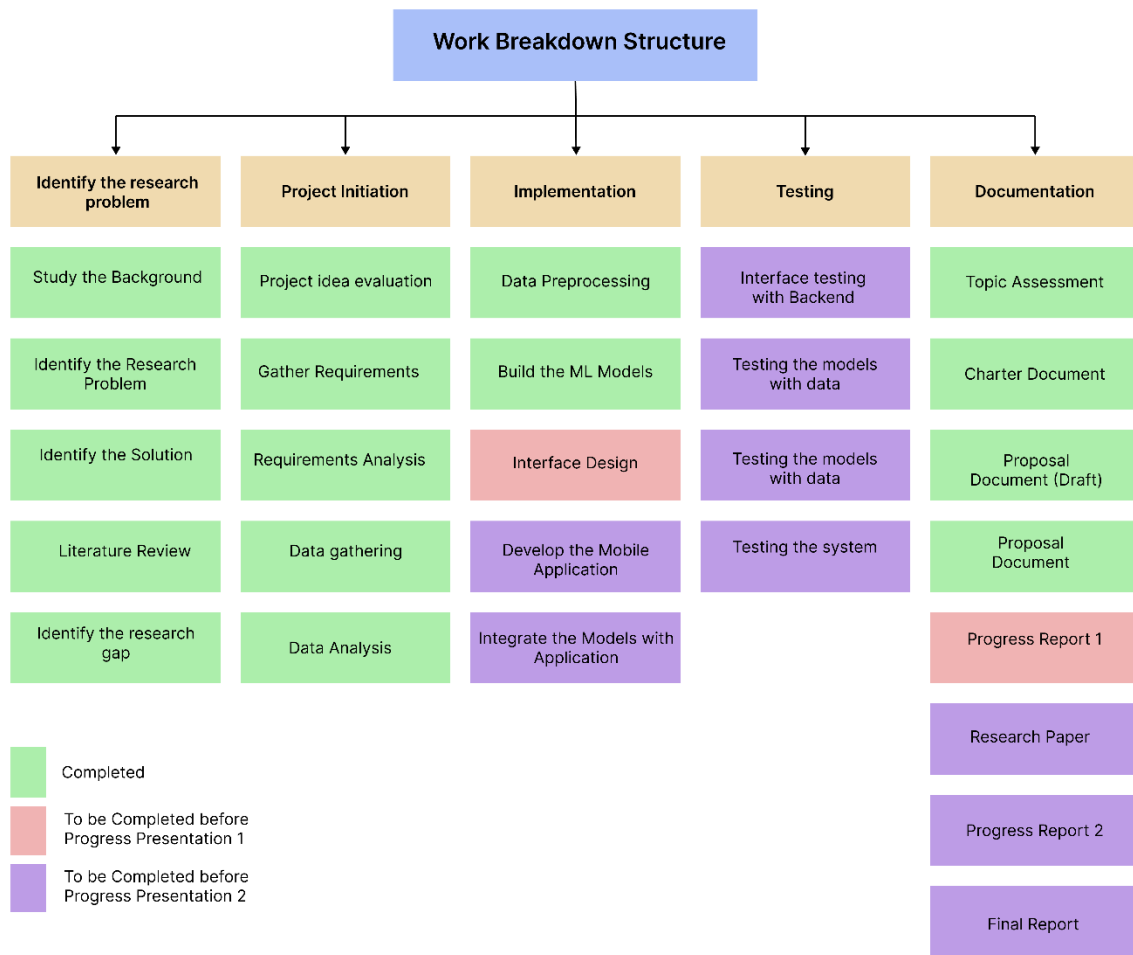 Work Breakdown Structure
Identify the research
problem
Study the Background
Identify the Research
Problem
Identify the Solution
Literature Review
Identify the research
gap
Project Initiation
Project idea evaluation
Gather Requirements
Requirements Analysis
Data gathering
Data Analysis
Implementation
Data Preprocessing
Build the ML Models
Interface Design
Develop the Mobile
Application
Integrate the Models with
Application
Testing
Interface testing
with Backend
Testing the models
with data
Testing the models
with data
Testing the system
Documentation
Topic Assessment
Charter Document
Proposal
Document (Draft)
Proposal
Document
Progress Report 1
Research Paper
Progress Report 2
Final Report
Completed
To be Completed before
Progress Presentation 1
To be Completed before
Progress Presentation 2